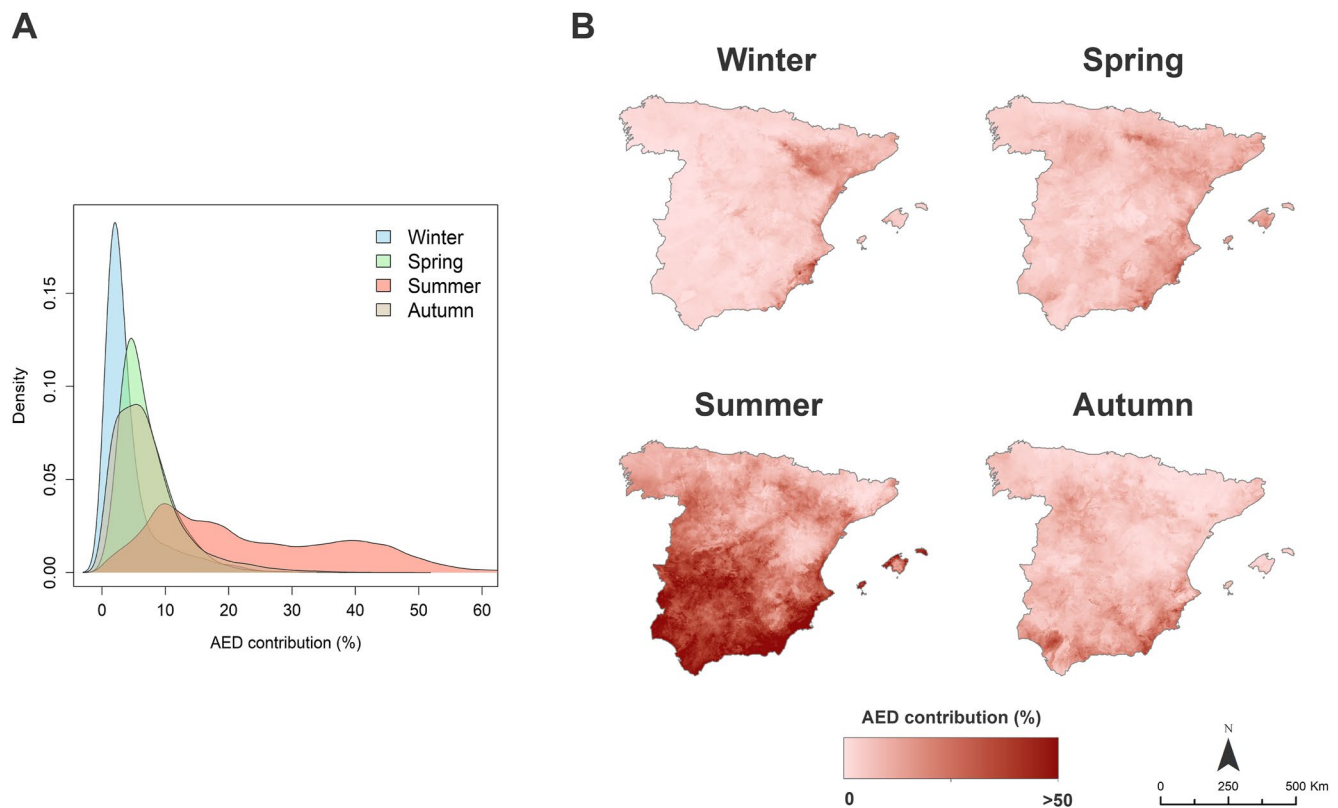 A
0.00
0.05
0.10
0.15
Density
Winter
Spring
Summer
Autumn
0
10
20
30
40
50
60
AED contribution (%)
B
Winter
Spring
Summer
Autumn
AED contribution (%)
0
>50
N
0
250
500 Km